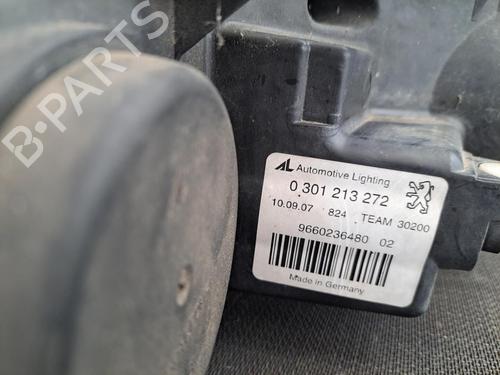 B-PARTS
AL Automotive Lighting
0 301 213 272
10.09.07 824 TEAM 30200
9660236480 02
Made in Germany